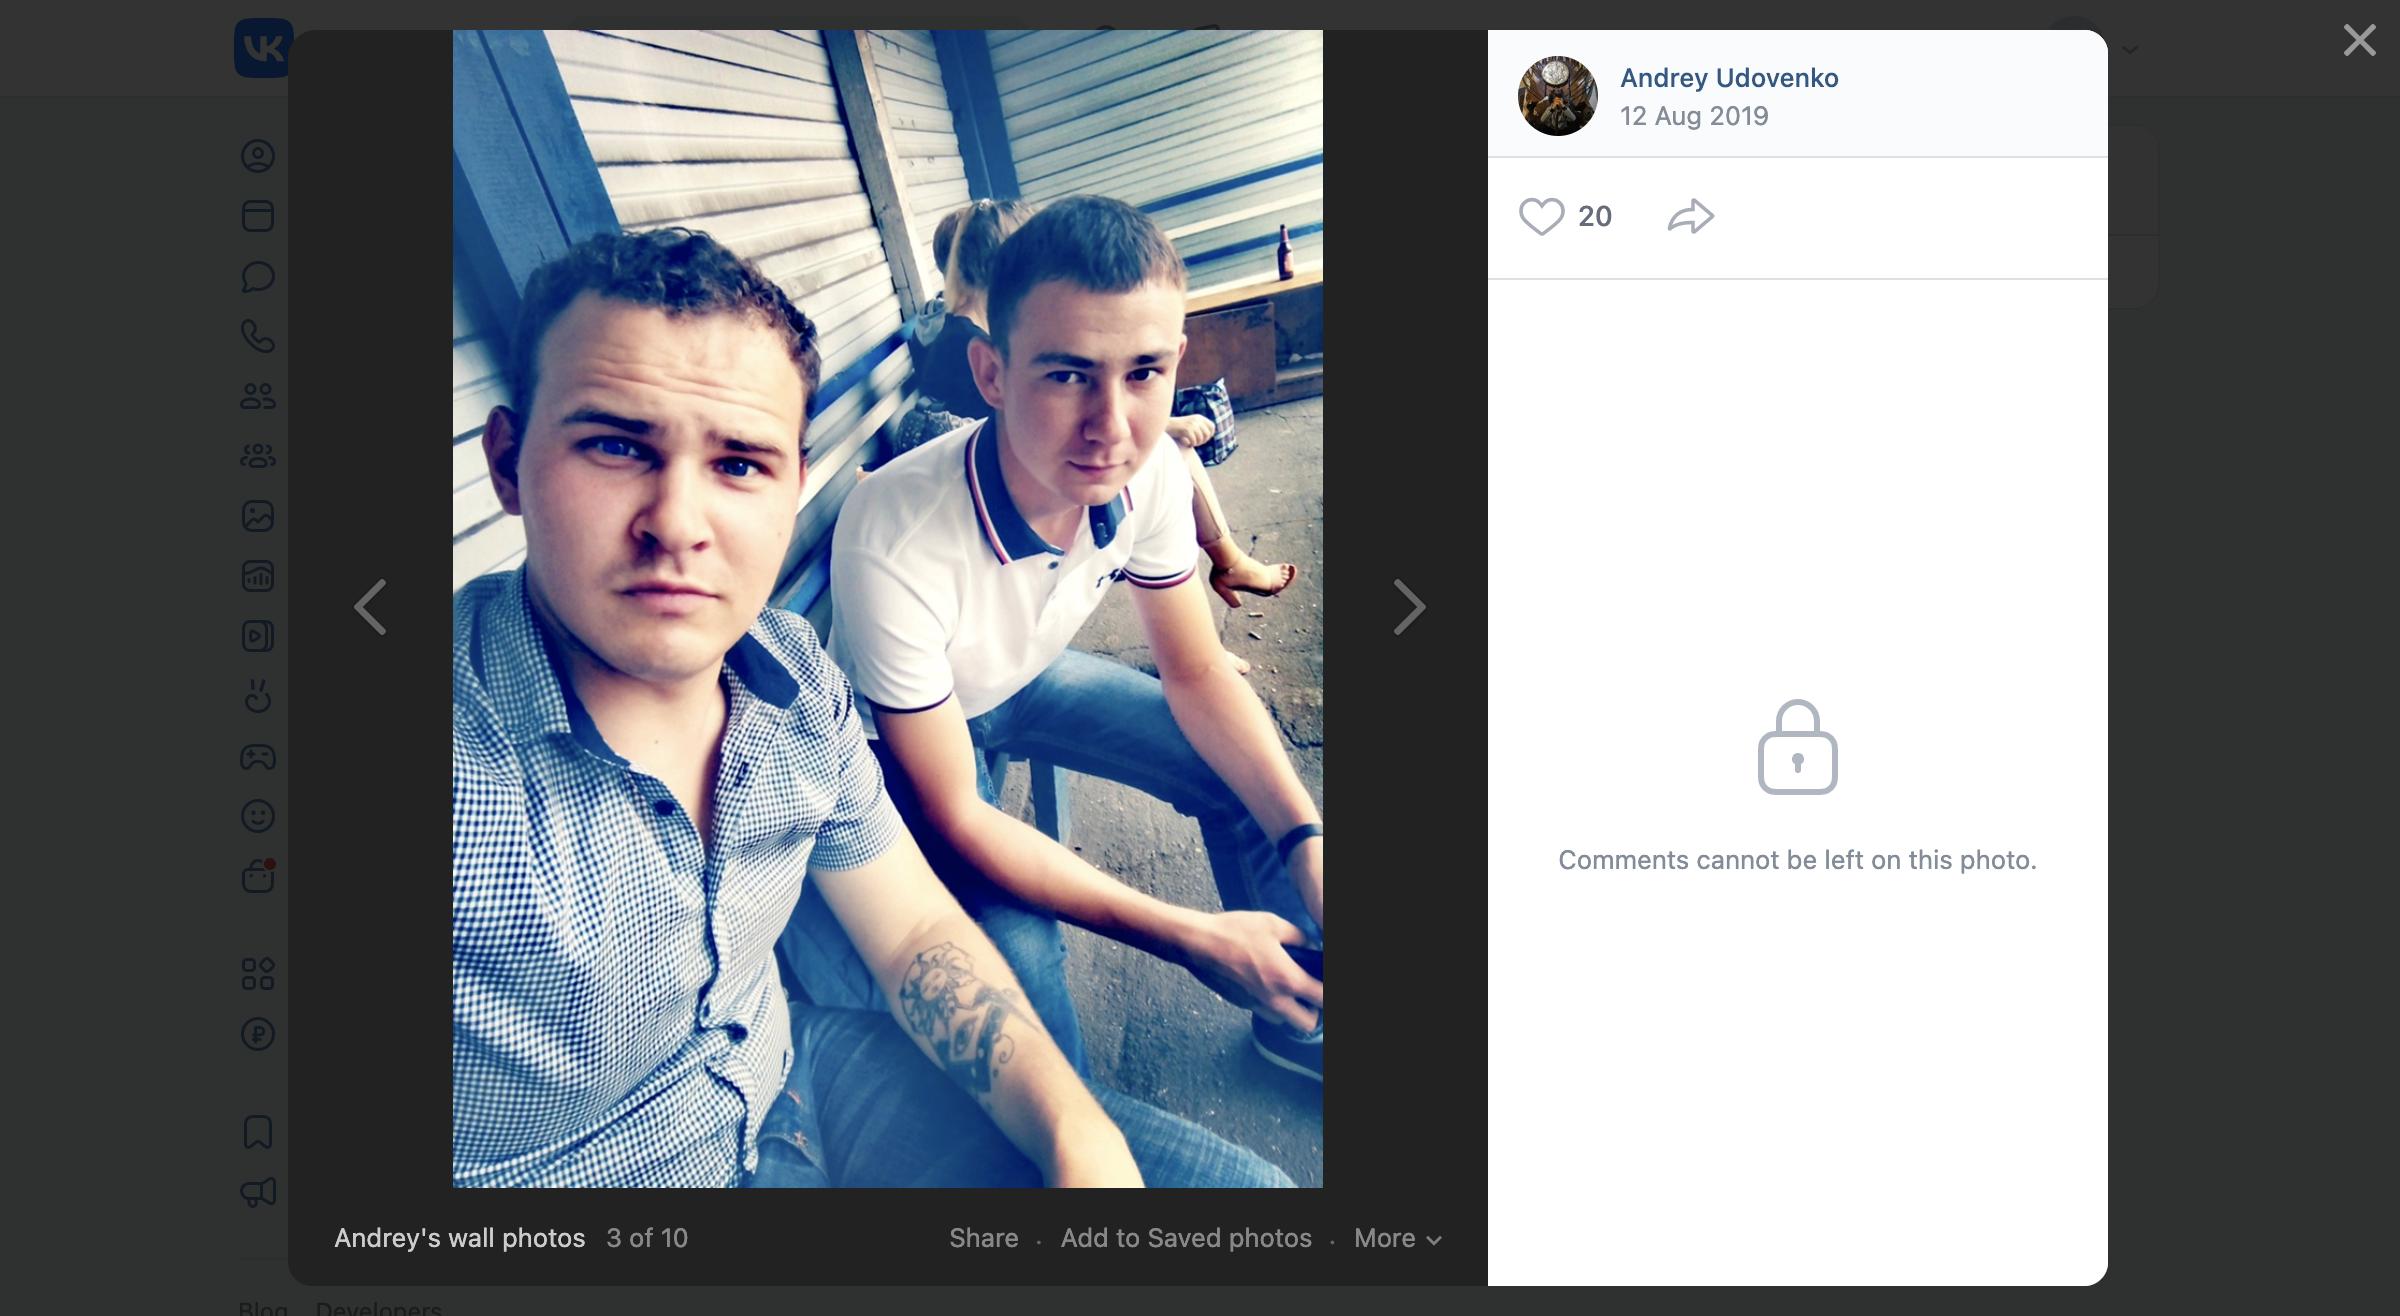 VK
Andrey Udovenko
12 Aug 2019
20
Comments cannot be left on this photo.
Andrey's wall photos 3 of 10 Share · Add to Saved photos · More
Blog Developers